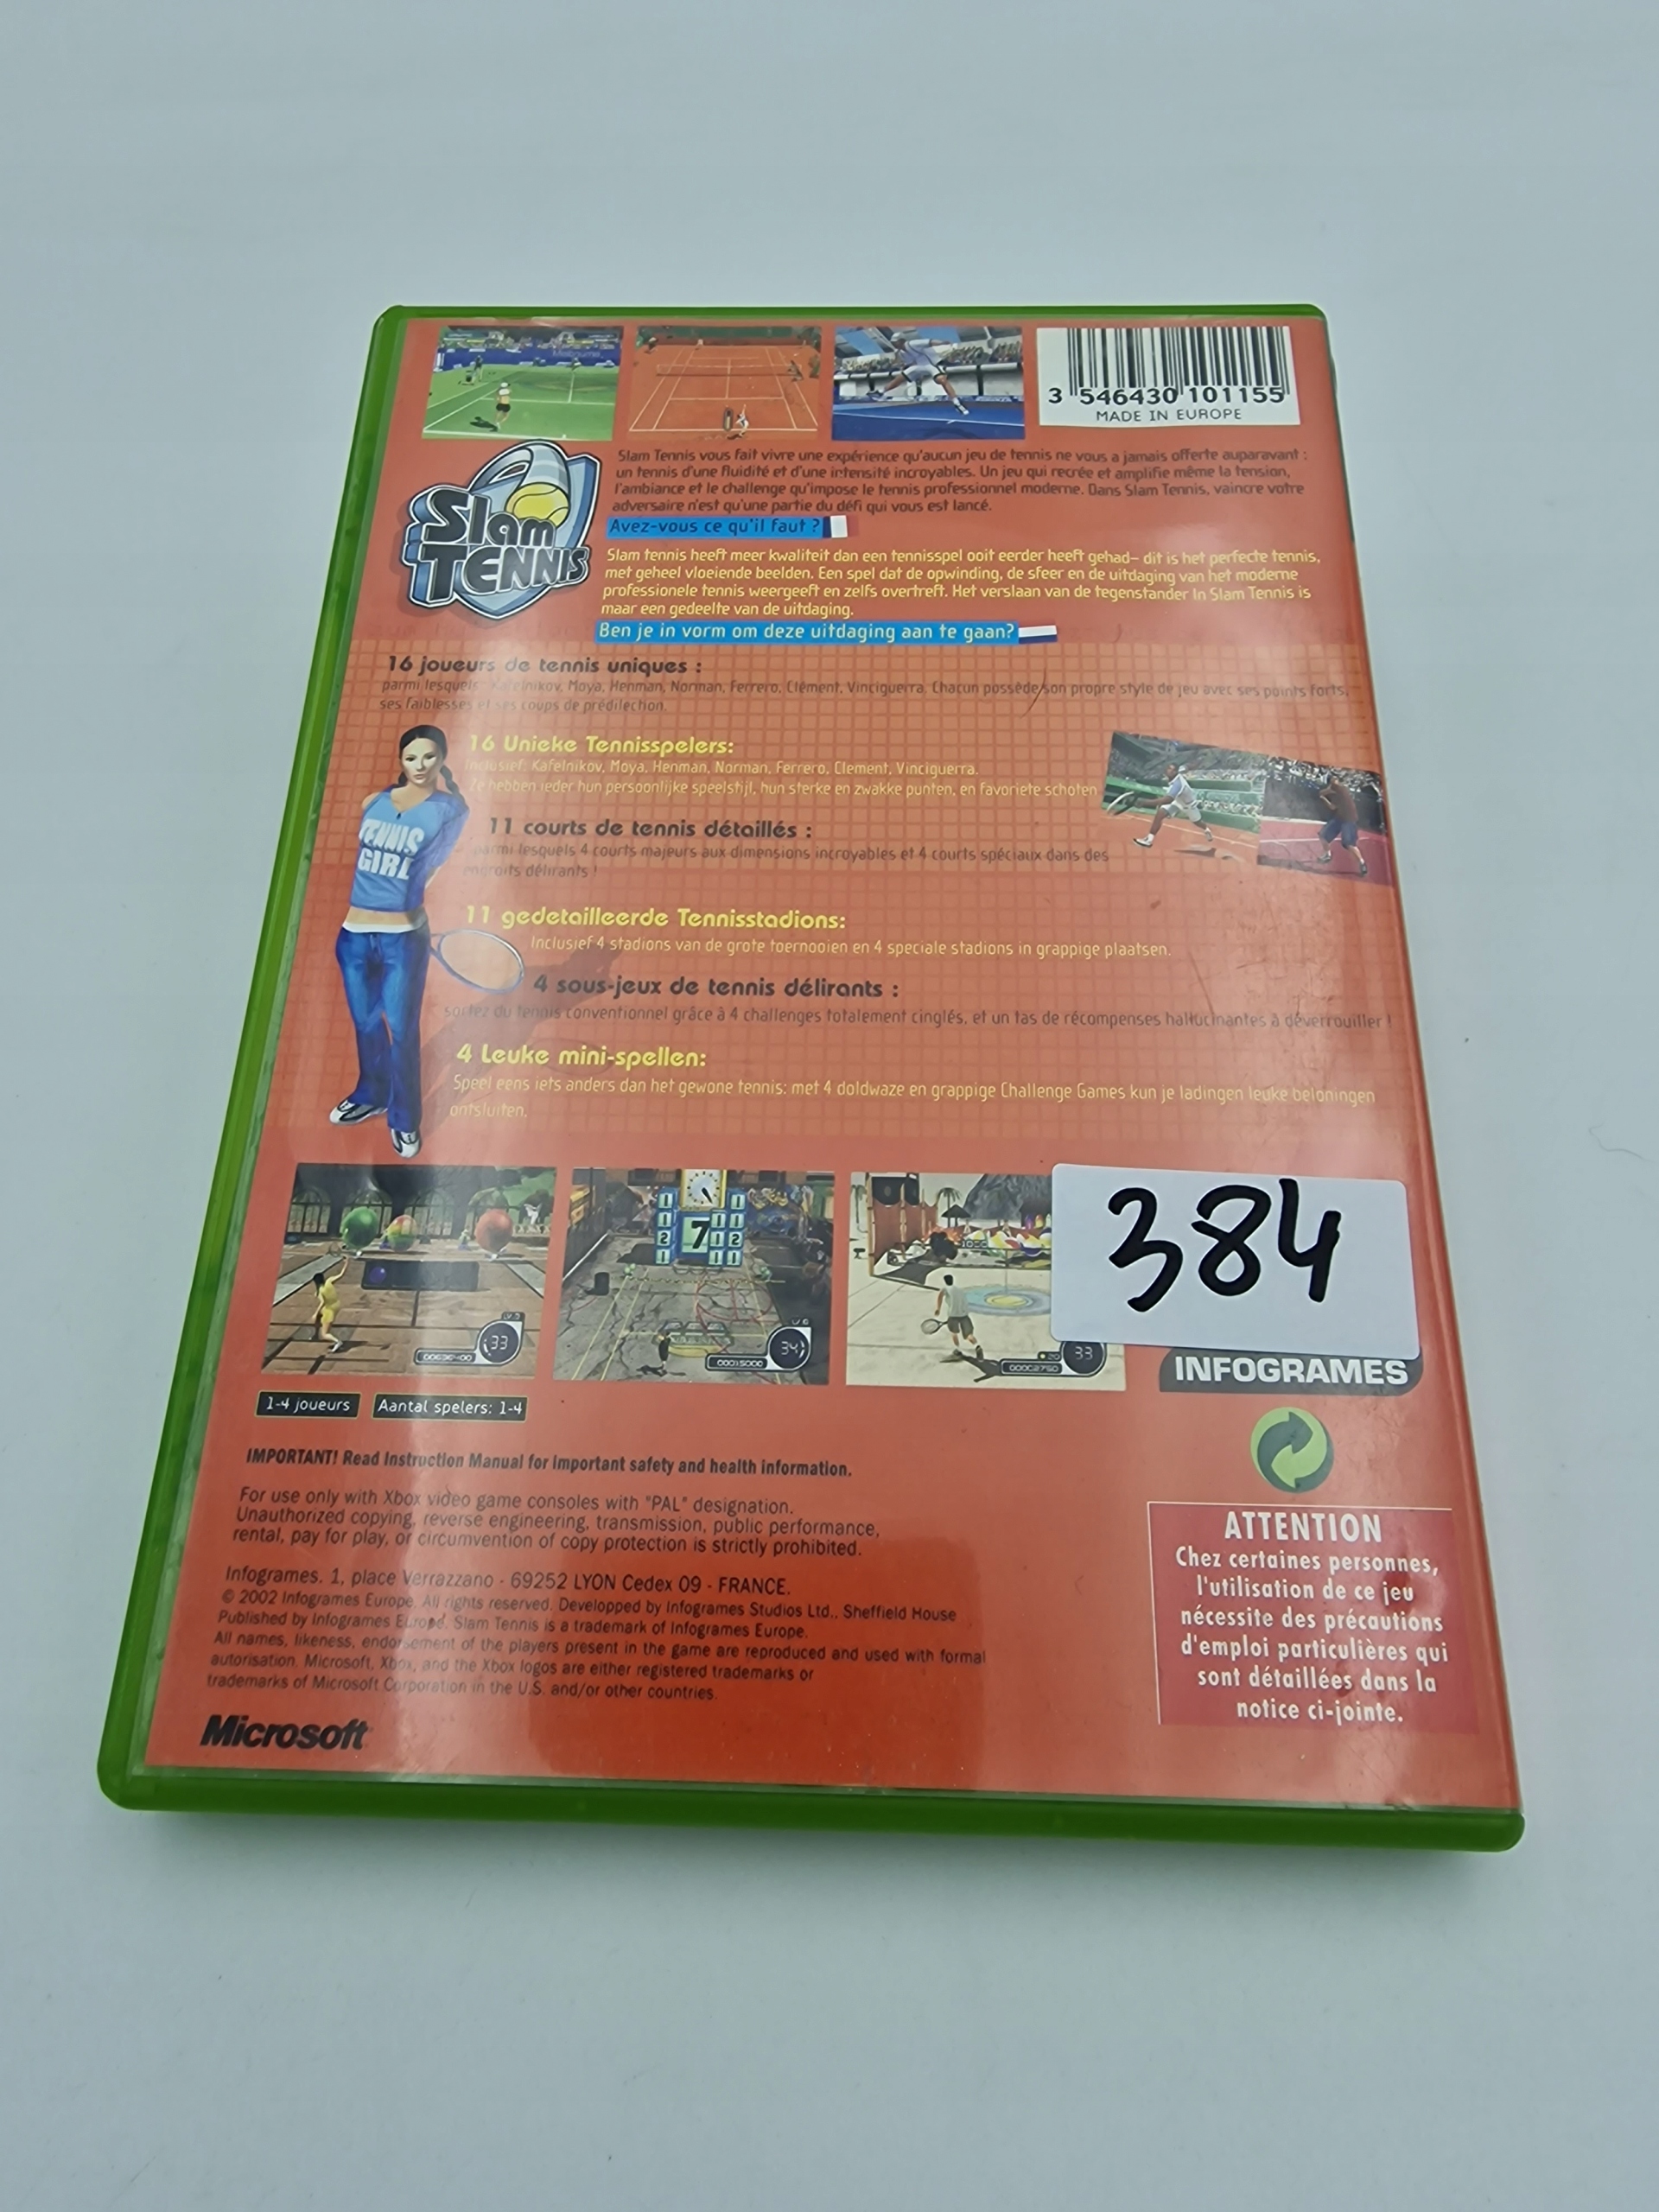 Melbourne
3 546430 101155
MADE IN EUROPE
Slam
TENNIS
Slam Tennis vous fait vivre une expérience qu'aucun jeu de tennis ne vous a jamais offerte auparavant :
un tennis d'une fluidité et d'une intensité incroyables. Un jeu qui recrée et amplifie même la tension,
l'ambiance et le challenge qu'impose le tennis professionnel moderne. Dans Slam Tennis, vaincre votre
adversaire n'est qu'une partie du défi qui vous est lancé.
Avez-vous ce qu'il faut ?
Slam tennis heeft meer kwaliteit dan een tennisspel ooit eerder heeft gehad– dit is het perfecte tennis,
met geheel vloeiende beelden. Een spel dat de opwinding, de sfeer en de uitdaging van het moderne
professionele tennis weergeeft en zelfs overtreft. Het verslaan van de tegenstander in Slam Tennis is
maar een gedeelte van de uitdaging.
Ben je in vorm om deze uitdaging aan te gaan?
16 joueurs de tennis uniques :
parmi lesquels Kafelnikov, Moya, Henman, Norman, Ferrero, Clément, Vinciguerra. Chacun possède son propre style de jeu avec ses points forts,
ses faiblesses et ses coups de prédilection.
TENNIS
GIRL
16 Unieke Tennisspelers:
Inclusief: Kafelnikov, Moya, Henman, Norman, Ferrero, Clement, Vinciguerra.
Ze hebben ieder hun persoonlijke speelstijl, hun sterke en zwakke punten, en favoriete schoten
11 courts de tennis détaillés :
parmi lesquels 4 courts majeurs aux dimensions incroyables et 4 courts spéciaux dans des
endroits délirants !
11 gedetailleerde Tennisstadions:
Inclusief 4 stadions van de grote toernooien en 4 speciale stadions in grappige plaatsen.
4 sous-jeux de tennis délirants :
sortez du tennis conventionnel grâce à 4 challenges totalement cinglés, et un tas de récompenses hallucinantes à déverrouiller !
4 Leuke mini-spellen:
Speel eens iets anders dan het gewone tennis: met 4 doldwaze en grappige Challenge Games kun je ladingen leuke beloningen
ontsluiten.
7
33
34
00015000
33
00002750
384
INFOGRAMES
1-4 joueurs
Aantal spelers: 1-4
IMPORTANT! Read Instruction Manual for important safety and health information.
For use only with Xbox video game consoles with "PAL" designation.
Unauthorized copying, reverse engineering, transmission, public performance,
rental, pay for play, or circumvention of copy protection is strictly prohibited.
Infogrames. 1, place Verrazzano - 69252 LYON Cedex 09 - FRANCE.
© 2002 Infogrames Europe. All rights reserved. Developped by Infogrames Studios Ltd., Sheffield House
Published by Infogrames Europe. Slam Tennis is a trademark of Infogrames Europe.
All names, likeness, endorsement of the players present in the game are reproduced and used with formal
autorisation. Microsoft, Xbox, and the Xbox logos are either registered trademarks or
trademarks of Microsoft Corporation in the U.S. and/or other countries.
Microsoft
ATTENTION
Chez certaines personnes,
l'utilisation de ce jeu
nécessite des précautions
d'emploi particulières qui
sont détaillées dans la
notice ci-jointe.